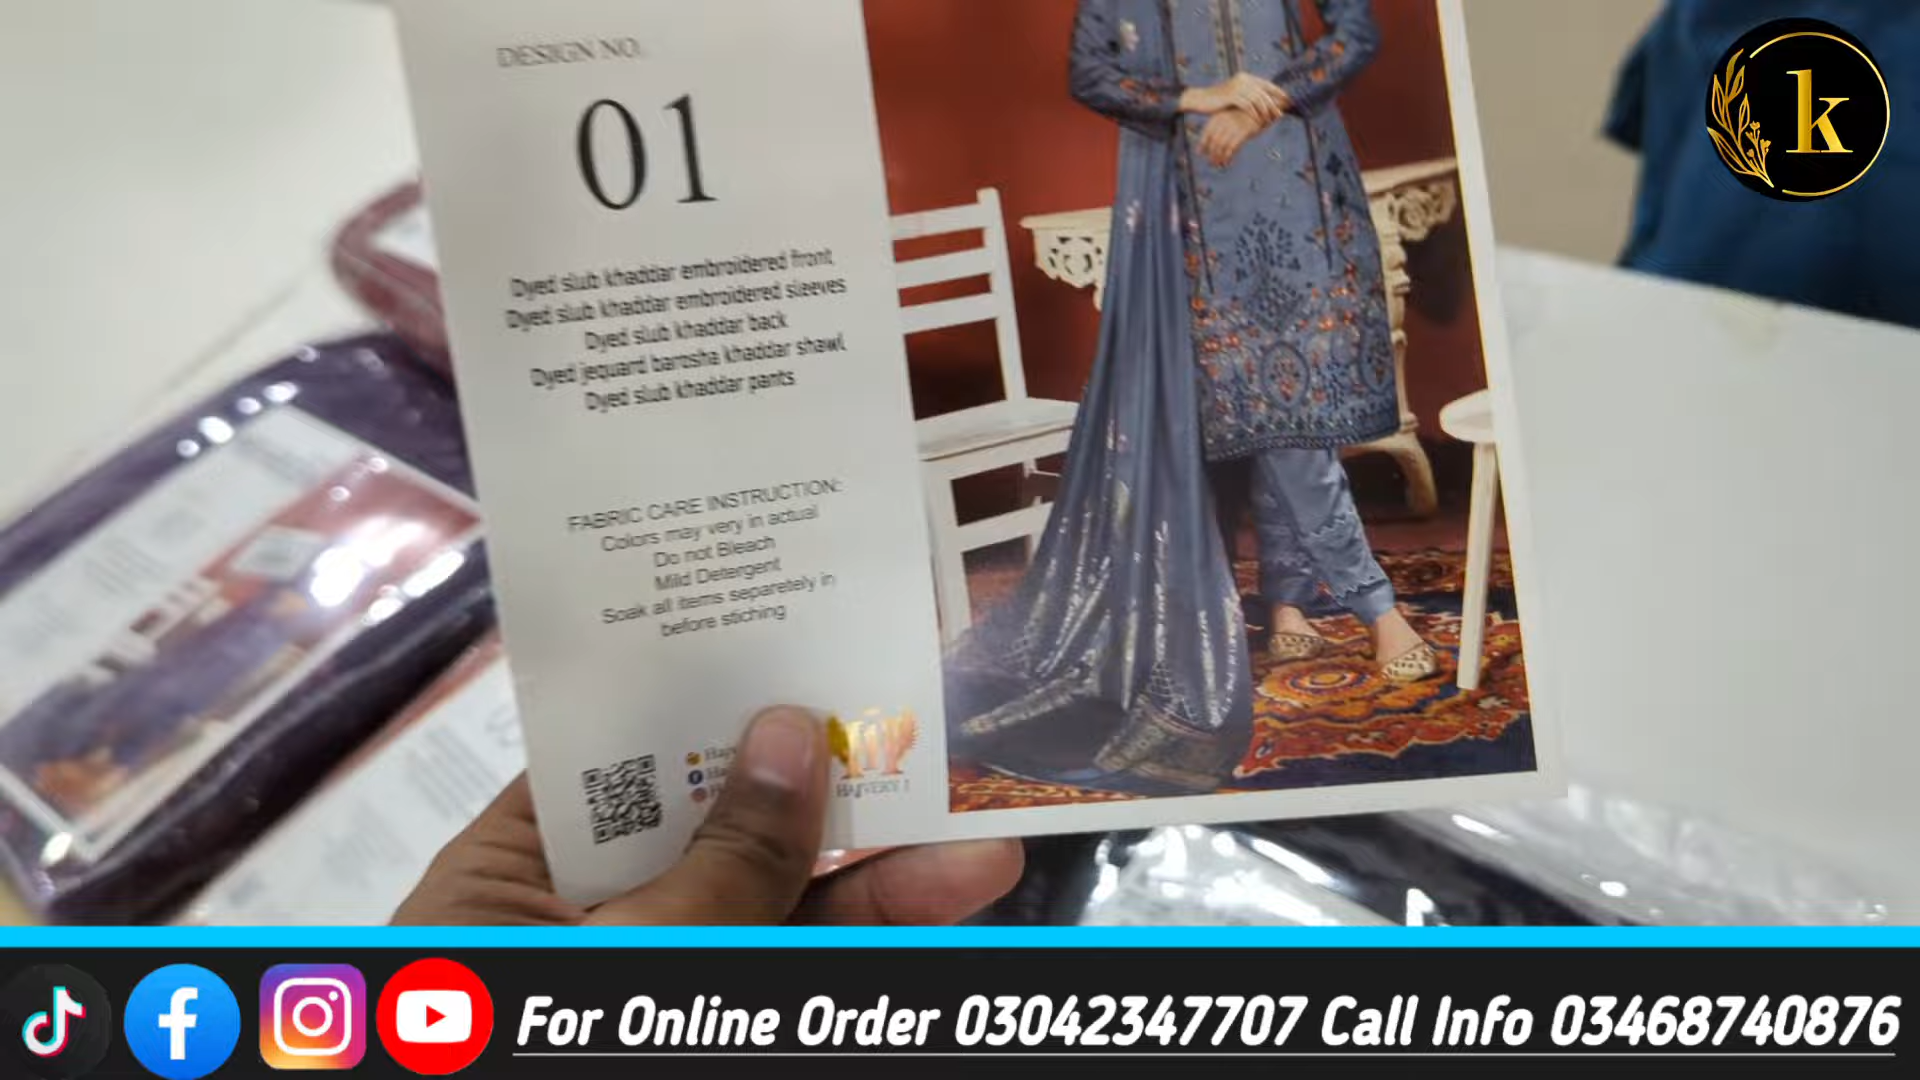 DESIGN NO.
01
Dyed slub khaddar embroidered front
Dyed slub khaddar embroidered sleeves
Dyed slub khaddar back
Dyed jequard barosha khaddar shawl
Dyed slub khaddar pants
FABRIC CARE INSTRUCTION:
Colors may very in actual
Do not Bleach
Mild Detergent
Soak all items separetely in
before stiching
k
For Online Order 03042347707 Call Info 03468740876